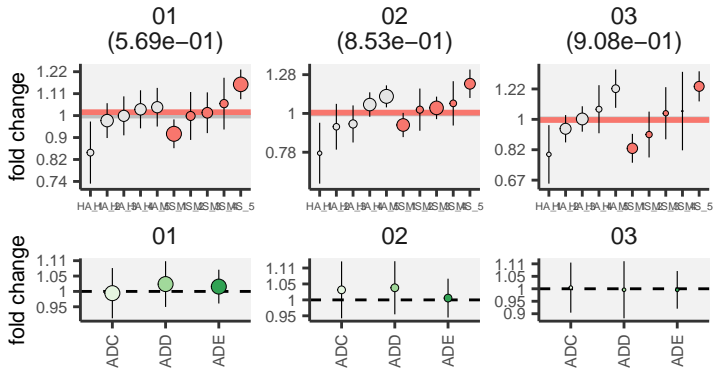 01
(5.69e−01)
02
(8.53e−01)
03
(9.08e−01)
fold change
1.22
1.11
1
0.9
0.82
0.74
1.28
1
0.78
1.22
1
0.82
0.67
01
02
03
fold change
1.11
1.05
1
0.95
1.11
1.05
1
0.95
1.1
1.05
1
0.95
0.9
ADC
ADD
ADE
ADC
ADD
ADE
ADC
ADD
ADE